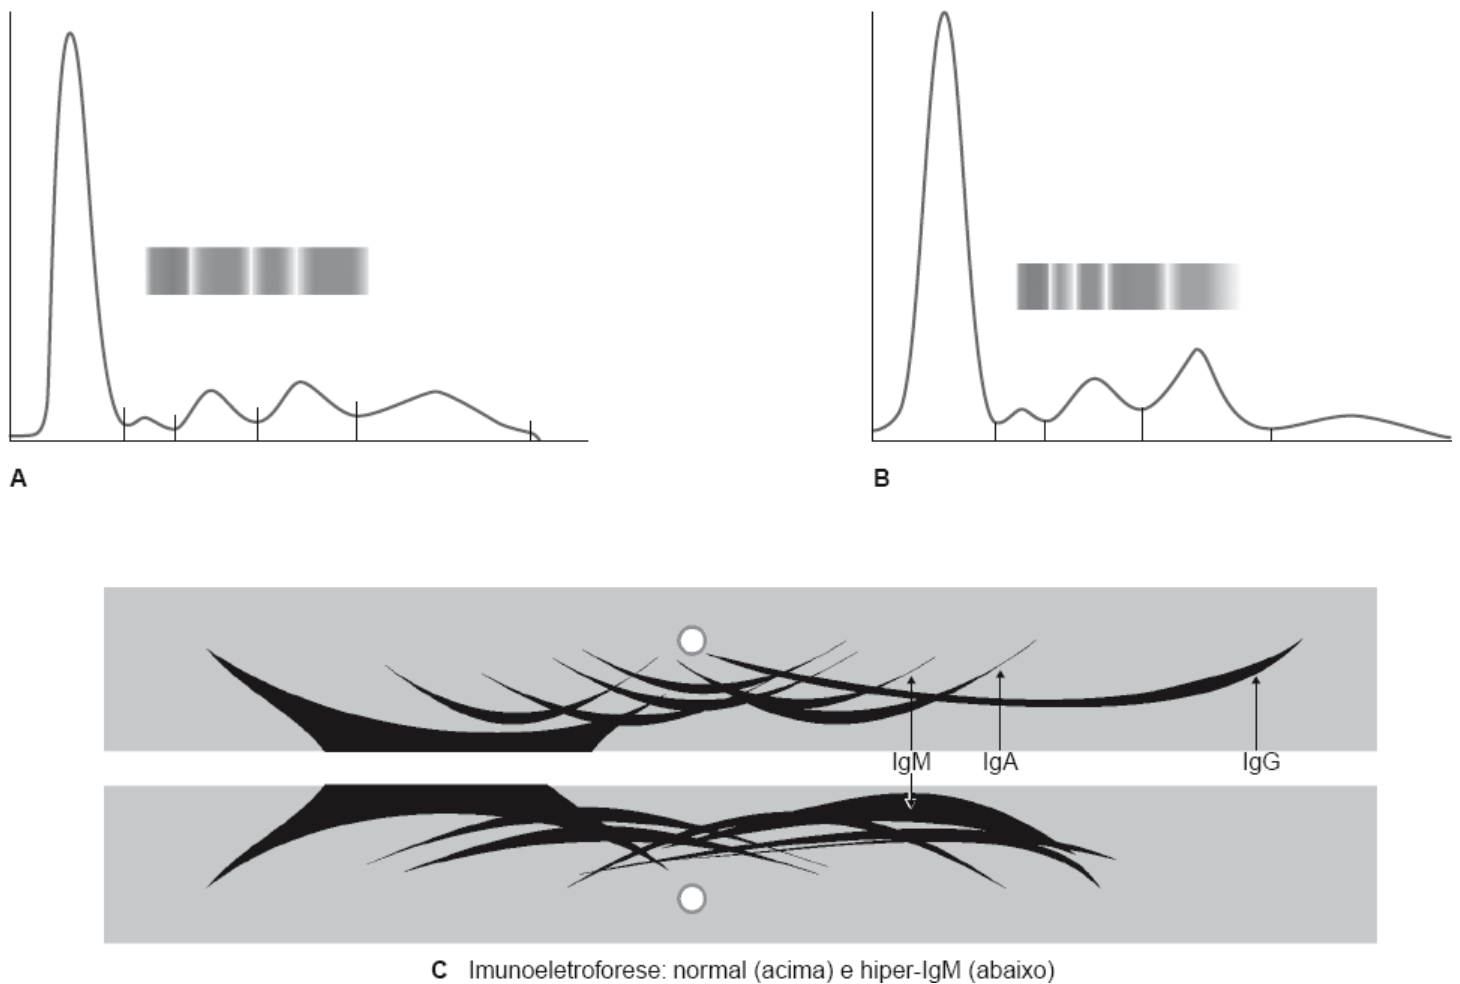 A
B
IgM
IgA
IgG
C Imunoeletroforese: normal (acima) e hiper-IgM (abaixo)